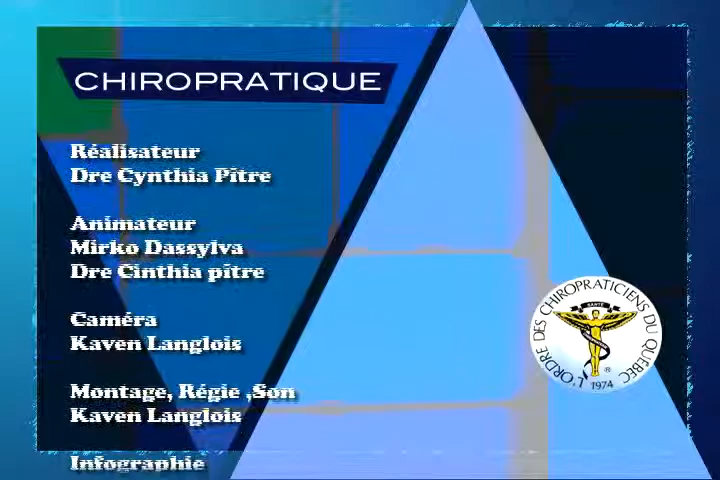 CHIROPRATIQUE
Réalisateur
Dre Cynthia Pitre
Animateur
Mirko Dassylva
Dre Cinthia pitre
Caméra
Kaven Langlois
Montage, Régie ,Son
Kaven Langlois
Infographie
L'ORDRE DES CHIROPRATICIENS DU QUÉBEC
SANTÉ
®
1974